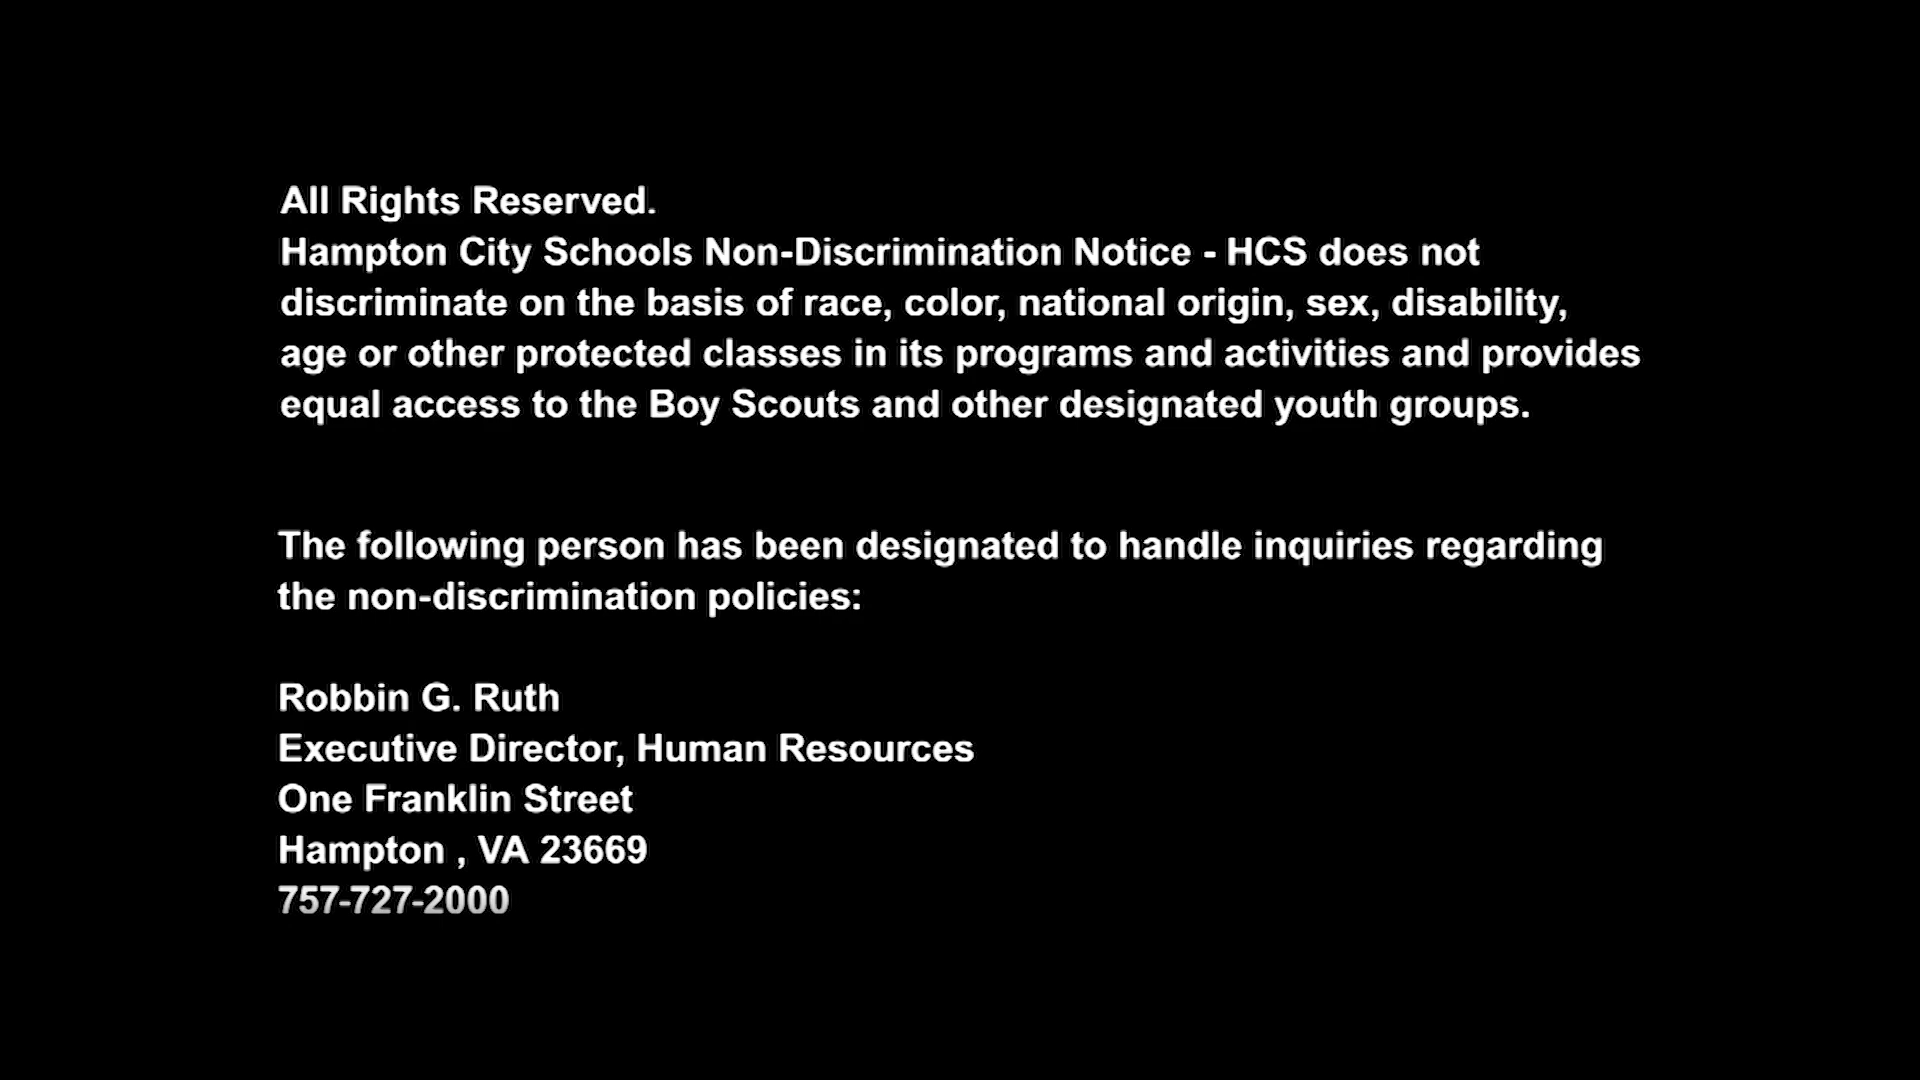 All Rights Reserved.
Hampton City Schools Non-Discrimination Notice - HCS does not
discriminate on the basis of race, color, national origin, sex, disability,
age or other protected classes in its programs and activities and provides
equal access to the Boy Scouts and other designated youth groups.
The following person has been designated to handle inquiries regarding
the non-discrimination policies:
Robbin G. Ruth
Executive Director, Human Resources
One Franklin Street
Hampton , VA 23669
757-727-2000